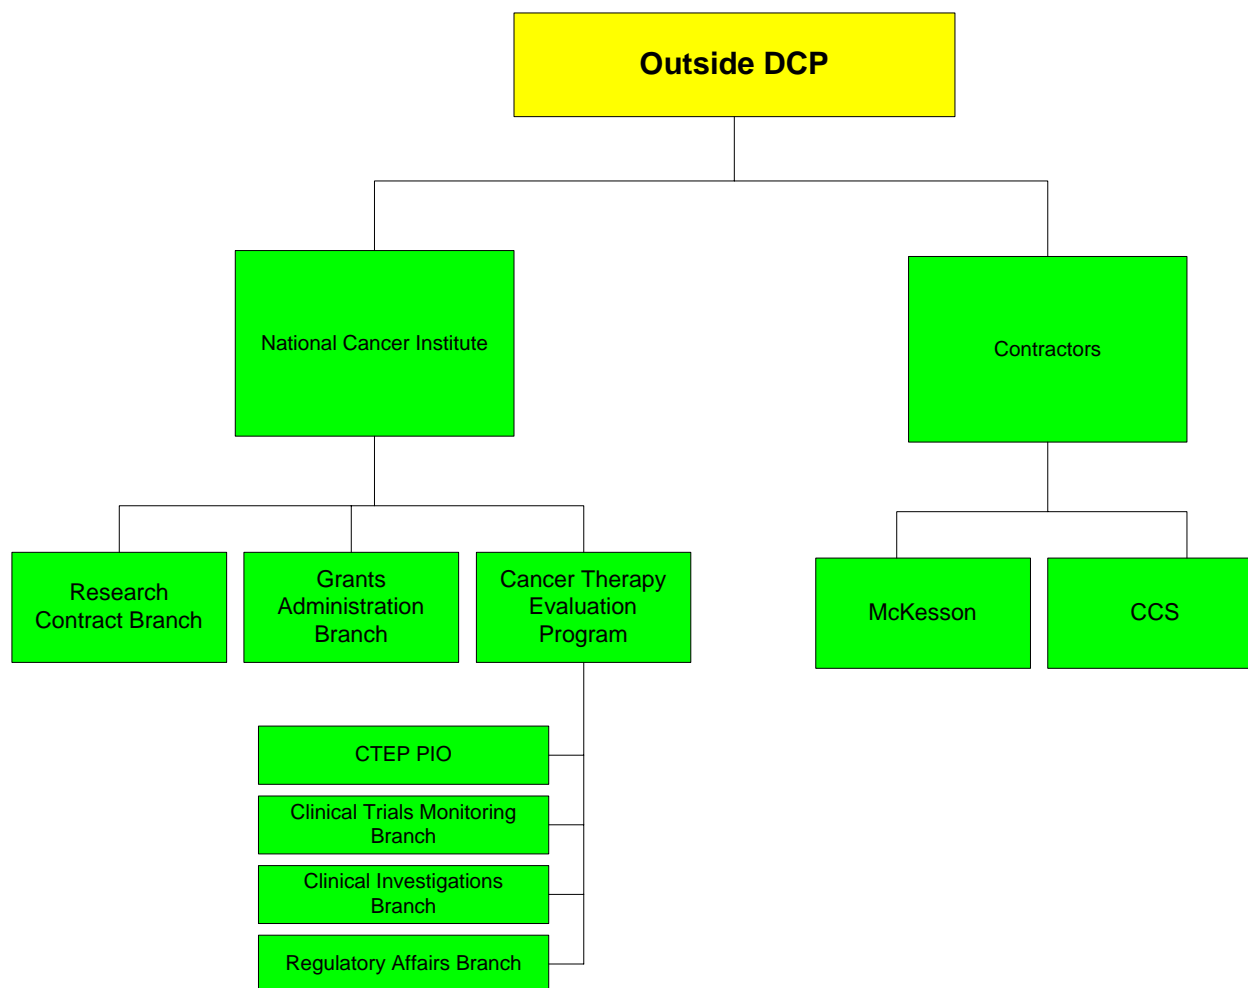 Outside DCP
National Cancer Institute
Contractors
Research
Contract Branch
Grants
Administration
Branch
Cancer Therapy
Evaluation
Program
McKesson
CCS
CTEP PIO
Clinical Trials Monitoring
Branch
Clinical Investigations
Branch
Regulatory Affairs Branch